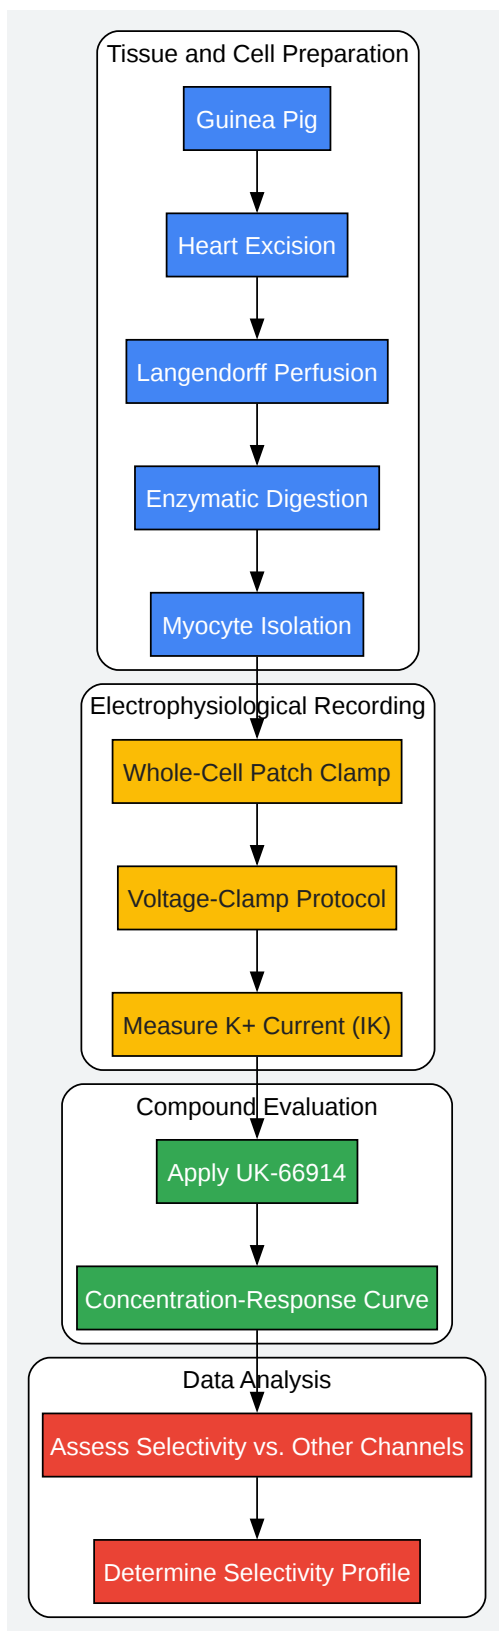 Tissue and Cell Preparation
Guinea Pig
Heart Excision
Langendorff Perfusion
Enzymatic Digestion
Myocyte Isolation
Electrophysiological Recording
Whole-Cell Patch Clamp
Voltage-Clamp Protocol
Measure K+ Current (IK)
Compound Evaluation
Apply UK-66914
Concentration-Response Curve
Data Analysis
Assess Selectivity vs. Other Channels
Determine Selectivity Profile